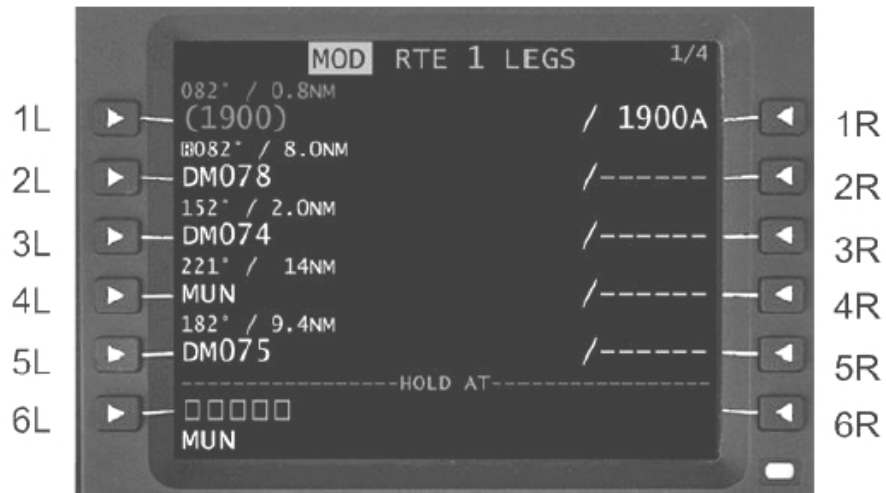 MOD RTE 1 LEGS 1/4
082° / 0.8NM
1L (1900) / 1900A 1R
R082° / 8.0NM
2L DM078 /------ 2R
152° / 2.0NM
3L DM074 /------ 3R
221° / 14NM
4L MUN /------ 4R
182° / 9.4NM
5L DM075 /------ 5R
-----------------HOLD AT-----------------
6L □□□□□ 6R
MUN